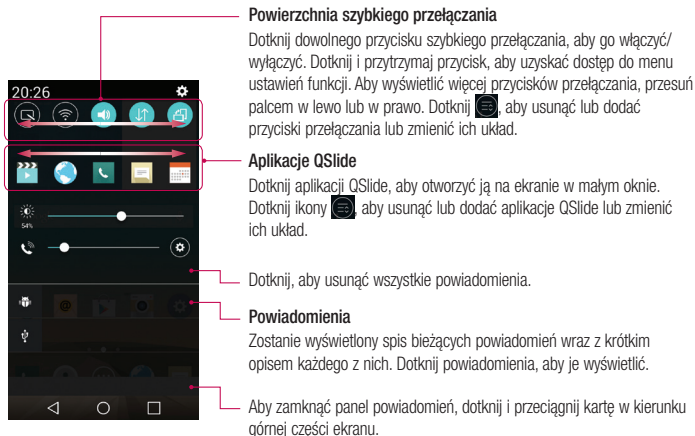 Powierzchnia szybkiego przełączania
Dotknij dowolnego przycisku szybkiego przełączania, aby go włączyć/
wyłączyć. Dotknij i przytrzymaj przycisk, aby uzyskać dostęp do menu
ustawień funkcji. Aby wyświetlić więcej przycisków przełączania, przesuń
palcem w lewo lub w prawo. Dotknij , aby usunąć lub dodać
przyciski przełączania lub zmienić ich układ.
20:26
Aplikacje QSlide
Dotknij aplikacji QSlide, aby otworzyć ją na ekranie w małym oknie.
Dotknij ikony , aby usunąć lub dodać aplikacje QSlide lub zmienić
ich układ.
54%
Dotknij, aby usunąć wszystkie powiadomienia.
Powiadomienia
Zostanie wyświetlony spis bieżących powiadomień wraz z krótkim
opisem każdego z nich. Dotknij powiadomienia, aby je wyświetlić.
Aby zamknąć panel powiadomień, dotknij i przeciągnij kartę w kierunku
górnej części ekranu.